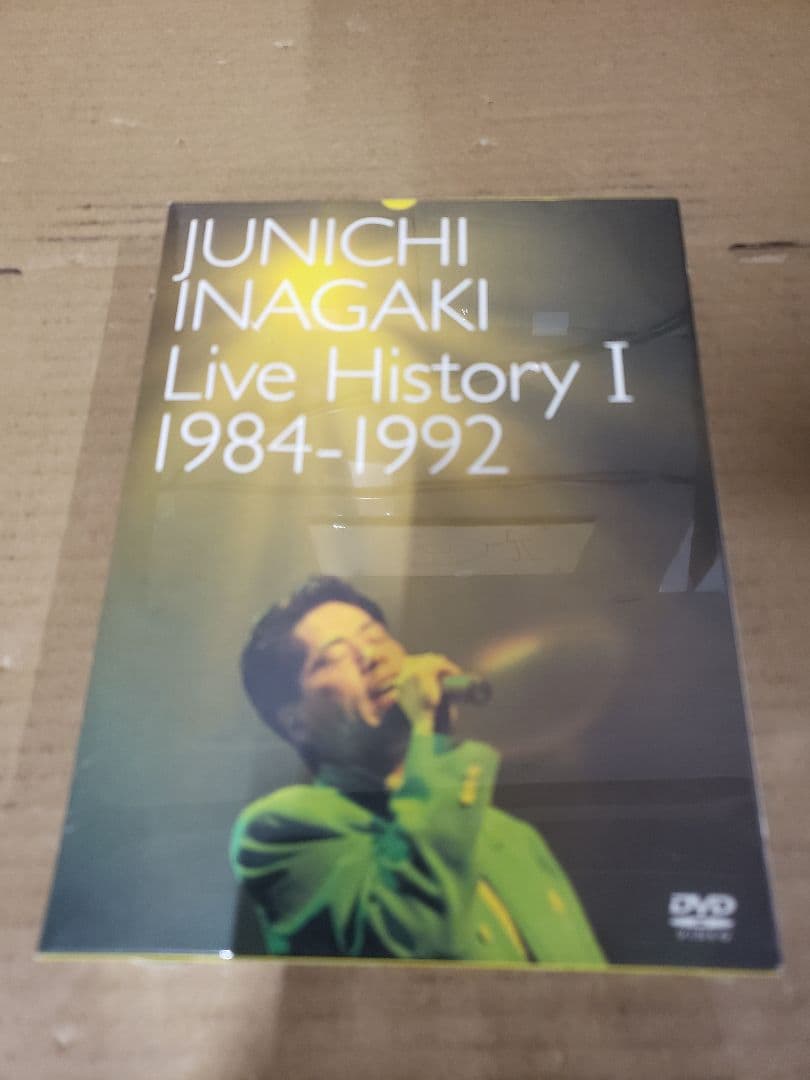 JUNICHI
INAGAKI
Live History I
1984-1992
DVD